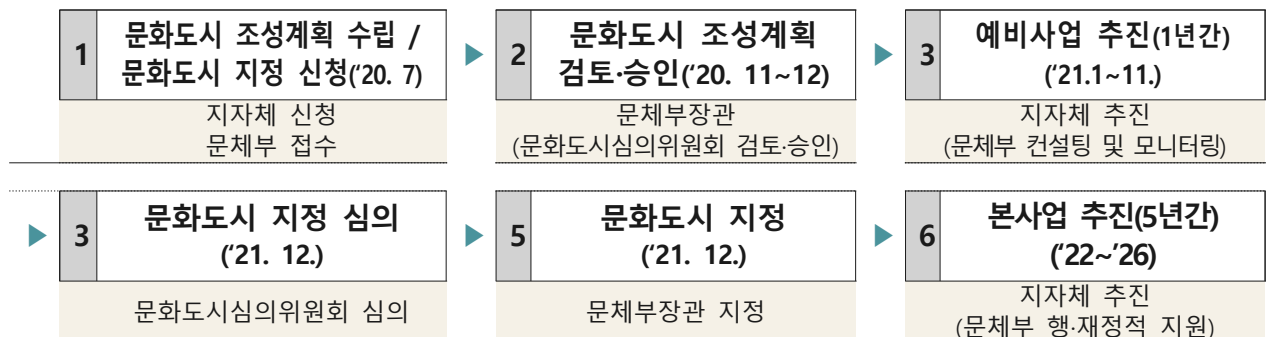 1
문화도시 조성계획 수립 /
문화도시 지정 신청('20. 7)
지자체 신청
문체부 접수
▶
2
문화도시 조성계획
검토·승인('20. 11~12)
문체부장관
(문화도시심의위원회 검토·승인)
▶
3
예비사업 추진(1년간)
('21.1~11.)
지자체 추진
(문체부 컨설팅 및 모니터링)
▶
3
문화도시 지정 심의
('21. 12.)
문화도시심의위원회 심의
▶
5
문화도시 지정
('21. 12.)
문체부장관 지정
▶
6
본사업 추진(5년간)
('22~'26)
지자체 추진
(문체부 행·재정적 지원)